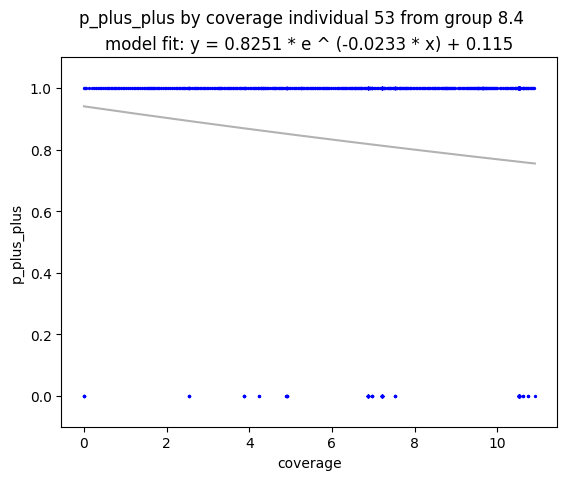 p_plus_plus by coverage individual 53 from group 8.4
model fit: y = 0.8251 * e ^ (-0.0233 * x) + 0.115
1.0
0.8
0.6
0.4
0.2
0.0
p_plus_plus
0 2 4 6 8 10
coverage